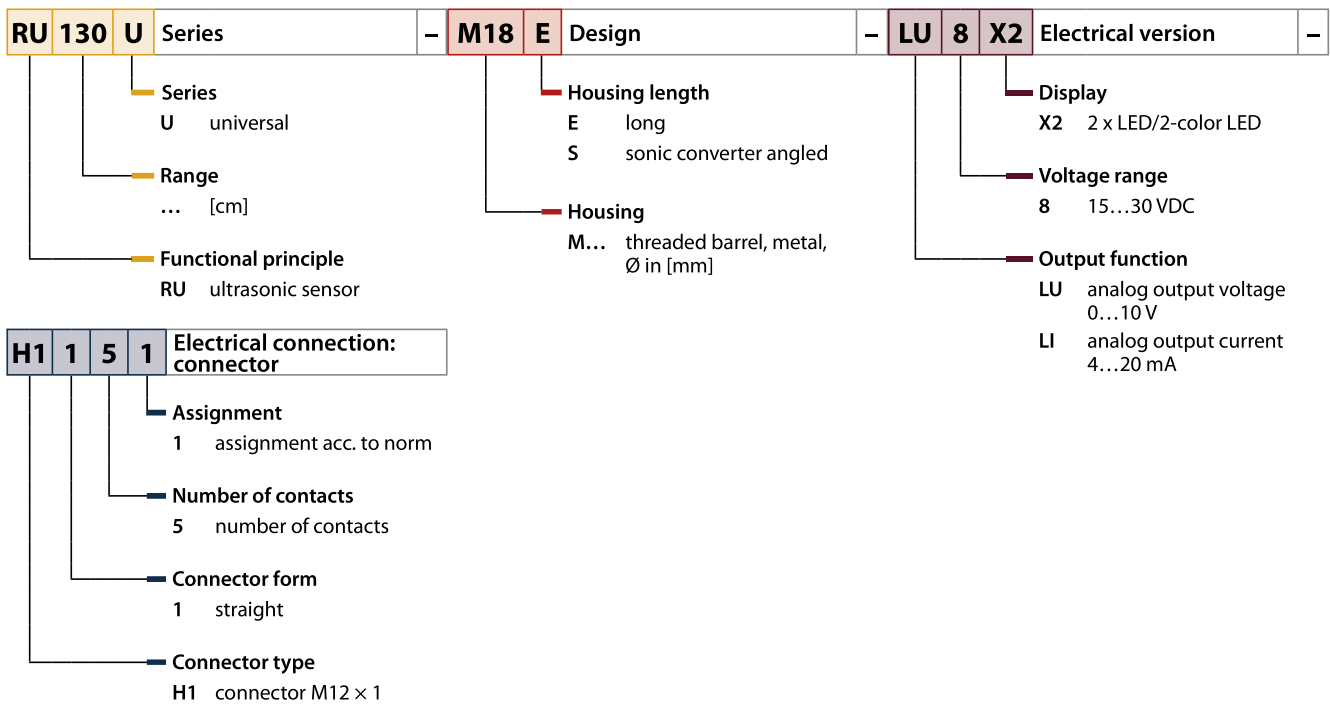 RU 130 U Series – M18 E Design – LU 8 X2 Electrical version –
Series
U universal
Range
… [cm]
Functional principle
RU ultrasonic sensor
Housing length
E long
S sonic converter angled
Housing
M… threaded barrel, metal,
Ø in [mm]
Display
X2 2 x LED/2-color LED
Voltage range
8 15…30 VDC
Output function
LU analog output voltage
0…10 V
LI analog output current
4…20 mA
H1 1 5 1 Electrical connection:
connector
Assignment
1 assignment acc. to norm
Number of contacts
5 number of contacts
Connector form
1 straight
Connector type
H1 connector M12 × 1